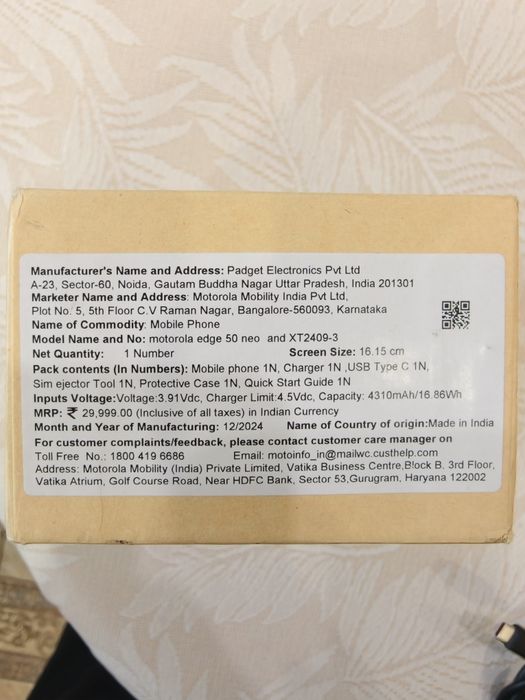 Manufacturer's Name and Address: Padget Electronics Pvt Ltd
A-23, Sector-60, Noida, Gautam Buddha Nagar Uttar Pradesh, India 201301
Marketer Name and Address: Motorola Mobility India Pvt Ltd,
Plot No. 5, 5th Floor C.V Raman Nagar, Bangalore-560093, Karnataka
Name of Commodity: Mobile Phone
Model Name and No: motorola edge 50 neo and XT2409-3
Net Quantity: 1 Number Screen Size: 16.15 cm
Pack contents (In Numbers): Mobile phone 1N, Charger 1N ,USB Type C 1N,
Sim ejector Tool 1N, Protective Case 1N, Quick Start Guide 1N
Inputs Voltage:Voltage:3.91Vdc, Charger Limit:4.5Vdc, Capacity: 4310mAh/16.86Wh
MRP: ₹ 29,999.00 (Inclusive of all taxes) in Indian Currency
Month and Year of Manufacturing: 12/2024 Name of Country of origin:Made in India
For customer complaints/feedback, please contact customer care manager on
Toll Free No.: 1800 419 6686 Email: motoinfo_in@mailwc.custhelp.com
Address: Motorola Mobility (India) Private Limited, Vatika Business Centre,Block B. 3rd Floor,
Vatika Atrium, Golf Course Road, Near HDFC Bank, Sector 53,Gurugram, Haryana 122002